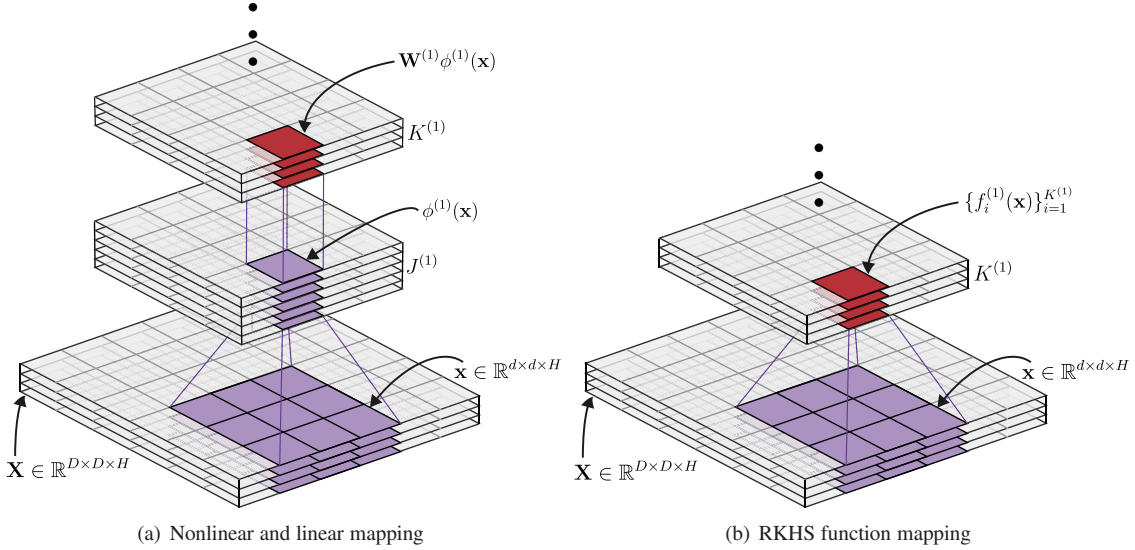 𝐖⁽¹⁾ϕ⁽¹⁾(𝐱)
K⁽¹⁾
ϕ⁽¹⁾(𝐱)
J⁽¹⁾
𝐱 ∈ ℝ^{d×d×H}
𝐗 ∈ ℝ^{D×D×H}
(a) Nonlinear and linear mapping
{f_i^{(1)}(𝐱)}_{i=1}^{K^{(1)}}
K⁽¹⁾
𝐱 ∈ ℝ^{d×d×H}
𝐗 ∈ ℝ^{D×D×H}
(b) RKHS function mapping